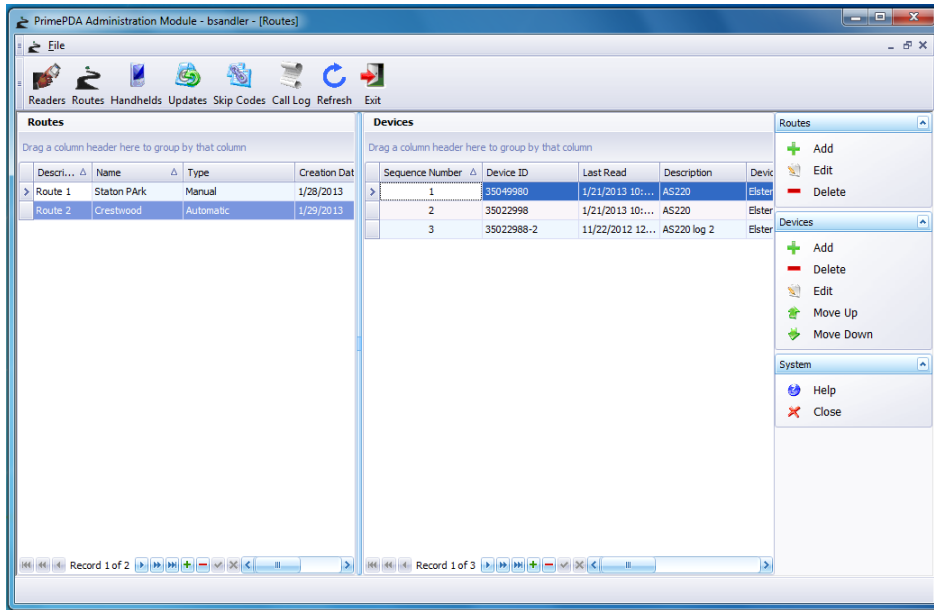 PrimePDA Administration Module - bsandler - [Routes]
File
Readers Routes Handhelds Updates Skip Codes Call Log Refresh Exit
Routes
Drag a column header here to group by that column
Descri... Name Type Creation Dat
Route 1 Staton PArk Manual 1/28/2013
Route 2 Crestwood Automatic 1/29/2013
Record 1 of 2
Devices
Drag a column header here to group by that column
Sequence Number Device ID Last Read Description Devic
1 35049980 1/21/2013 10:... AS220 Elster
2 35022998 1/21/2013 10:... AS220 Elster
3 35022988-2 11/22/2012 12... AS220 log 2 Elster
Record 1 of 3
Routes
Add
Edit
Delete
Devices
Add
Delete
Edit
Move Up
Move Down
System
Help
Close